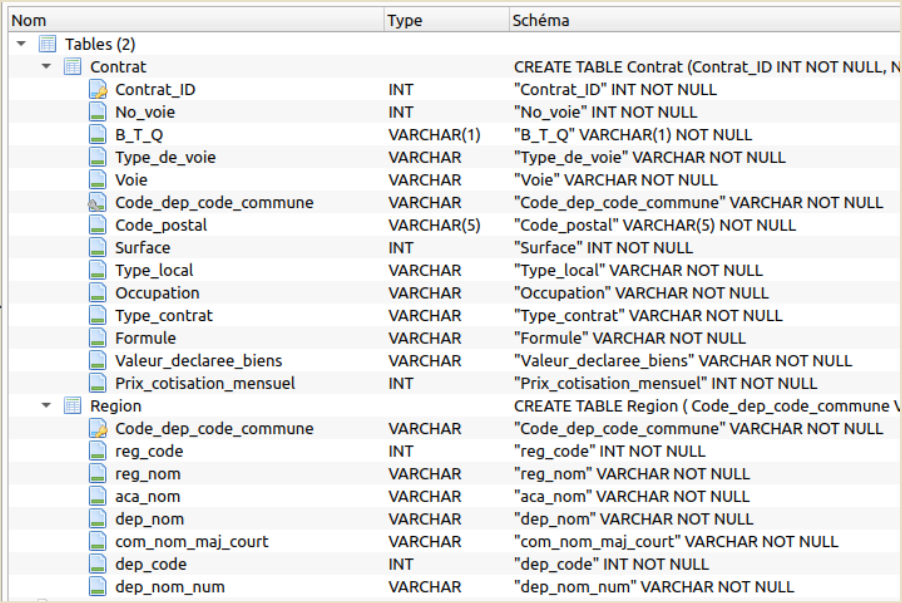 Nom Type Schéma
Tables (2)
Contrat CREATE TABLE Contrat (Contrat_ID INT NOT NULL, N
Contrat_ID INT "Contrat_ID" INT NOT NULL
No_voie INT "No_voie" INT NOT NULL
B_T_Q VARCHAR(1) "B_T_Q" VARCHAR(1) NOT NULL
Type_de_voie VARCHAR "Type_de_voie" VARCHAR NOT NULL
Voie VARCHAR "Voie" VARCHAR NOT NULL
Code_dep_code_commune VARCHAR "Code_dep_code_commune" VARCHAR NOT NULL
Code_postal VARCHAR(5) "Code_postal" VARCHAR(5) NOT NULL
Surface INT "Surface" INT NOT NULL
Type_local VARCHAR "Type_local" VARCHAR NOT NULL
Occupation VARCHAR "Occupation" VARCHAR NOT NULL
Type_contrat VARCHAR "Type_contrat" VARCHAR NOT NULL
Formule VARCHAR "Formule" VARCHAR NOT NULL
Valeur_declaree_biens VARCHAR "Valeur_declaree_biens" VARCHAR NOT NULL
Prix_cotisation_mensuel INT "Prix_cotisation_mensuel" INT NOT NULL
Region CREATE TABLE Region ( Code_dep_code_commune V
Code_dep_code_commune VARCHAR "Code_dep_code_commune" VARCHAR NOT NULL
reg_code INT "reg_code" INT NOT NULL
reg_nom VARCHAR "reg_nom" VARCHAR NOT NULL
aca_nom VARCHAR "aca_nom" VARCHAR NOT NULL
dep_nom VARCHAR "dep_nom" VARCHAR NOT NULL
com_nom_maj_court VARCHAR "com_nom_maj_court" VARCHAR NOT NULL
dep_code INT "dep_code" INT NOT NULL
dep_nom_num VARCHAR "dep_nom_num" VARCHAR NOT NULL